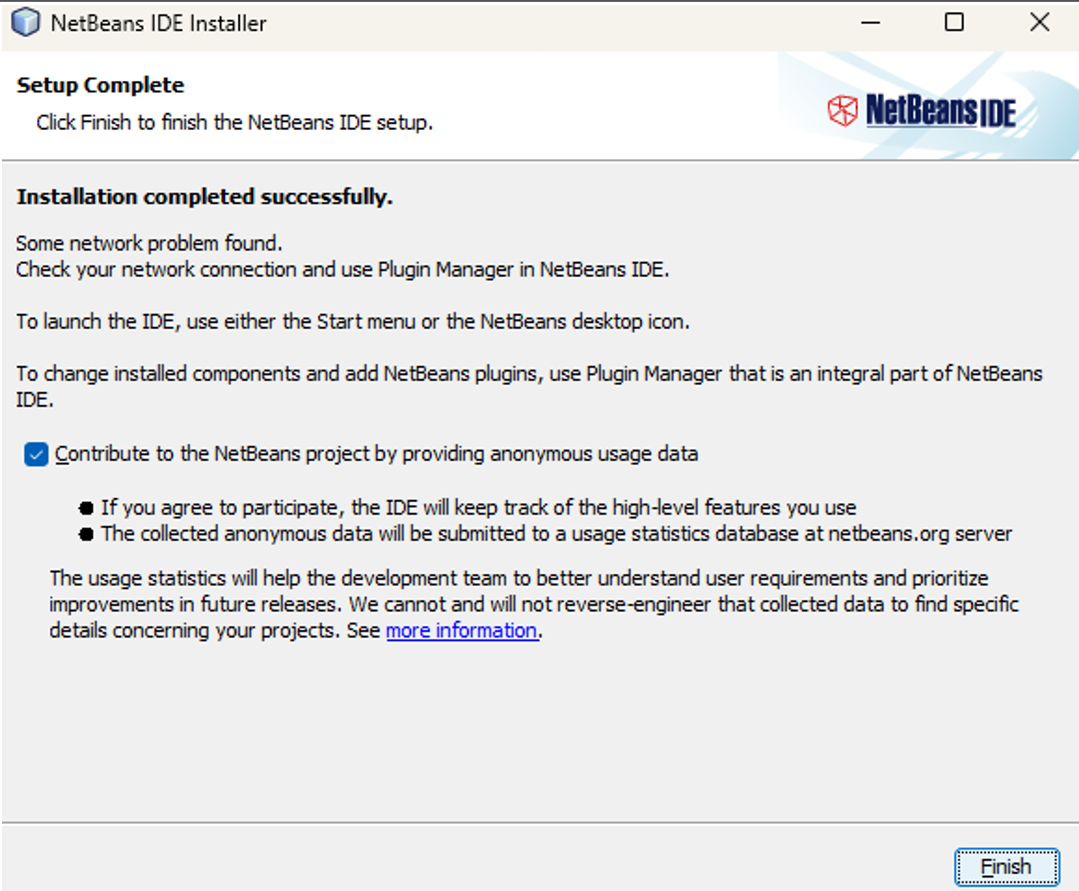 NetBeans IDE Installer
Setup Complete
Click Finish to finish the NetBeans IDE setup.
NetBeans IDE
Installation completed successfully.
Some network problem found.
Check your network connection and use Plugin Manager in NetBeans IDE.
To launch the IDE, use either the Start menu or the NetBeans desktop icon.
To change installed components and add NetBeans plugins, use Plugin Manager that is an integral part of NetBeans
IDE.
Contribute to the NetBeans project by providing anonymous usage data
● If you agree to participate, the IDE will keep track of the high-level features you use
● The collected anonymous data will be submitted to a usage statistics database at netbeans.org server
The usage statistics will help the development team to better understand user requirements and prioritize
improvements in future releases. We cannot and will not reverse-engineer that collected data to find specific
details concerning your projects. See more information.
Finish